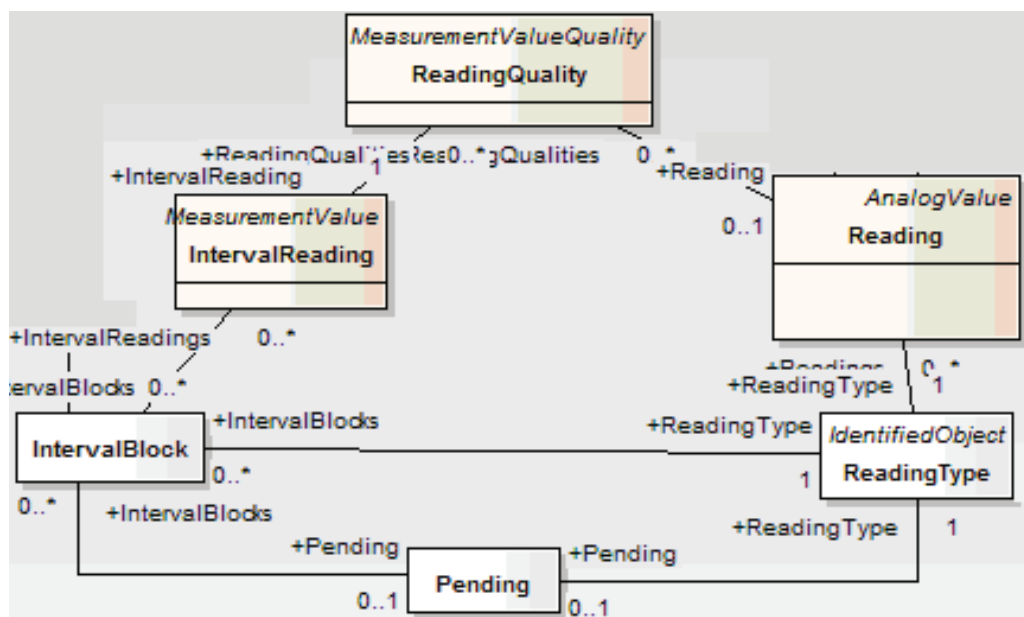 MeasurementValueQuality
ReadingQuality
0..*
0..*
1
+IntervalReading
+Reading
MeasurementValue
IntervalReading
0..1
AnalogValue
Reading
+IntervalReadings
0..*
0..*
0..*
+ReadingType
1
IntervalBlock
+IntervalBlocks
0..*
+ReadingType
1
IdentifiedObject
ReadingType
0..*
+IntervalBlocks
+ReadingType
1
+Pending
+Pending
Pending
0..1
0..1